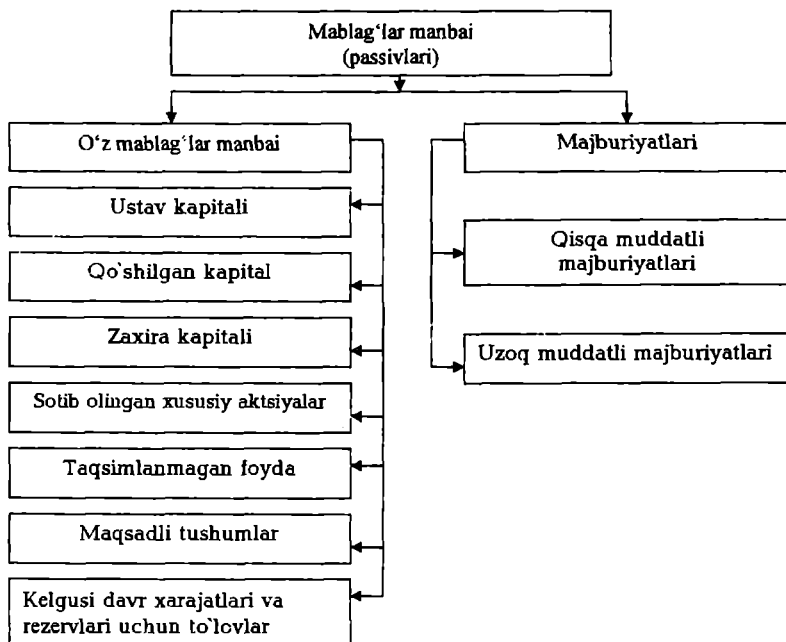 Mablag‘lar manbai
(passivlari)
O‘z mablag‘lar manbai
Ustav kapitali
Qo`shilgan kapital
Zaxira kapitali
Sotib olingan xususiy aktsiyalar
Taqsimlanmagan foyda
Maqsadli tushumlar
Kelgusi davr xarajatlari va
rezervlari uchun to`lovlar
Majburiyatlari
Qisqa muddatli
majburiyatlari
Uzoq muddatli majburiyatlari